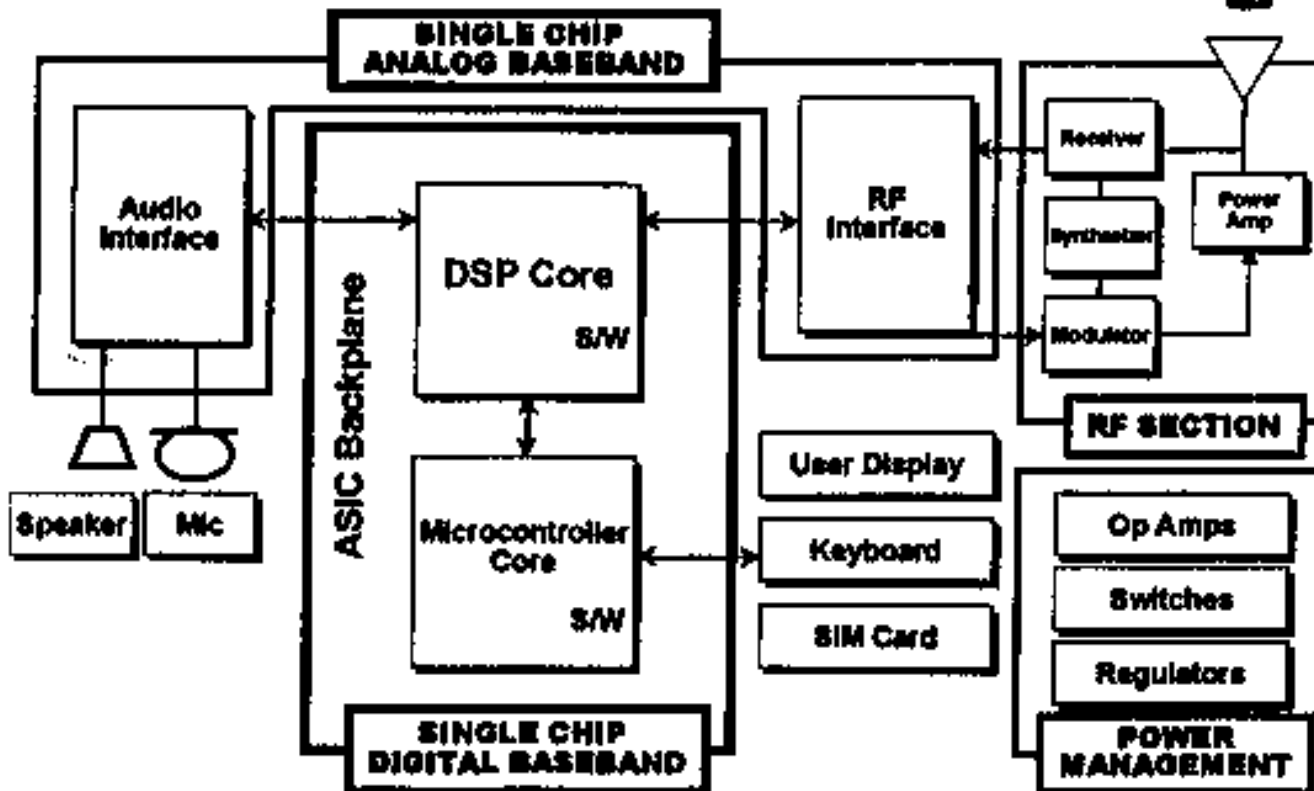 SINGLE CHIP
ANALOG BASEBAND
Audio
Interface
DSP Core
S/W
RF
Interface
Receiver
Synthesizer
Modulator
Power
Amp
RF SECTION
ASIC Backplane
Speaker
Mic
Microcontroller
Core
S/W
User Display
Keyboard
SIM Card
Op Amps
Switches
Regulators
SINGLE CHIP
DIGITAL BASEBAND
POWER
MANAGEMENT